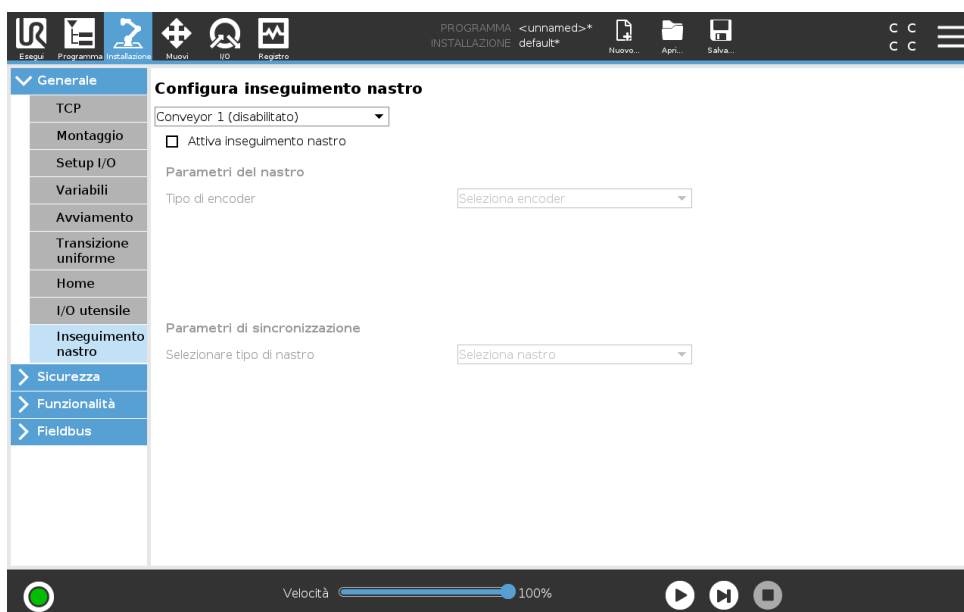 UR
PROGRAMMA <unnamed>*
INSTALLAZIONE default*
Esegui Programma Installazione Muovi I/O Registro Nuovo... Apri... Salva...
C C
C C
Generale
TCP
Montaggio
Setup I/O
Variabili
Avviamento
Transizione
uniforme
Home
I/O utensile
Inseguimento
nastro
Sicurezza
Funzionalità
Fieldbus
Configura inseguimento nastro
Conveyor 1 (disabilitato)
Attiva inseguimento nastro
Parametri del nastro
Tipo di encoder Seleziona encoder
Parametri di sincronizzazione
Selezionare tipo di nastro Seleziona nastro
Velocità 100%